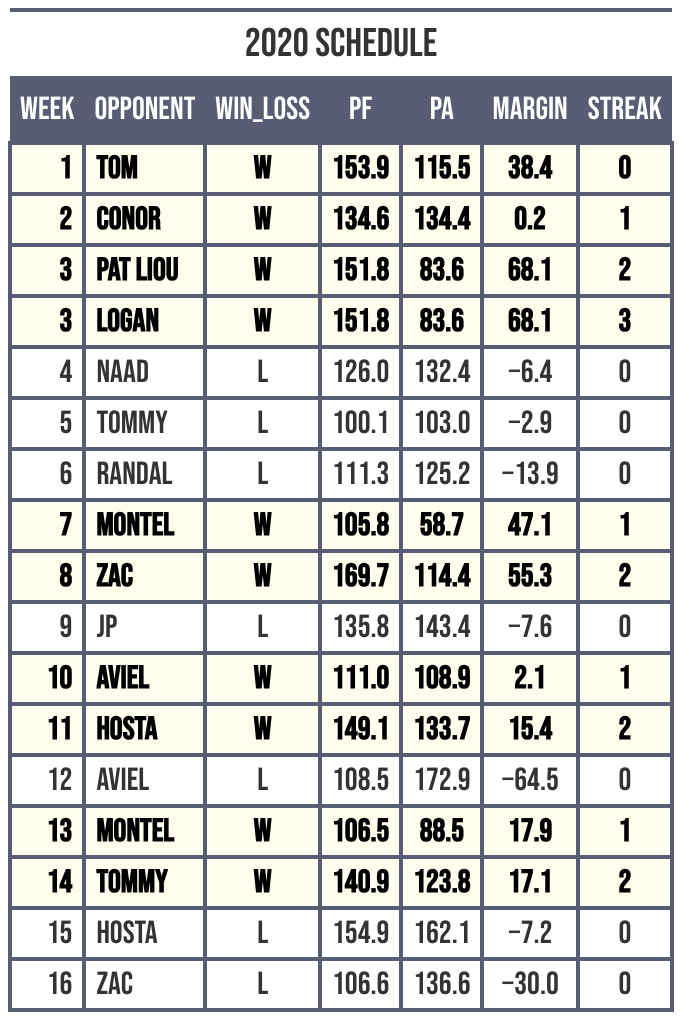 2020 SCHEDULE
WEEK OPPONENT WIN_LOSS PF PA MARGIN STREAK
1 TOM W 153.9 115.5 38.4 0
2 CONOR W 134.6 134.4 0.2 1
3 PAT LIOU W 151.8 83.6 68.1 2
3 LOGAN W 151.8 83.6 68.1 3
4 NAAD L 126.0 132.4 −6.4 0
5 TOMMY L 100.1 103.0 −2.9 0
6 RANDAL L 111.3 125.2 −13.9 0
7 MONTEL W 105.8 58.7 47.1 1
8 ZAC W 169.7 114.4 55.3 2
9 JP L 135.8 143.4 −7.6 0
10 AVIEL W 111.0 108.9 2.1 1
11 HOSTA W 149.1 133.7 15.4 2
12 AVIEL L 108.5 172.9 −64.5 0
13 MONTEL W 106.5 88.5 17.9 1
14 TOMMY W 140.9 123.8 17.1 2
15 HOSTA L 154.9 162.1 −7.2 0
16 ZAC L 106.6 136.6 −30.0 0